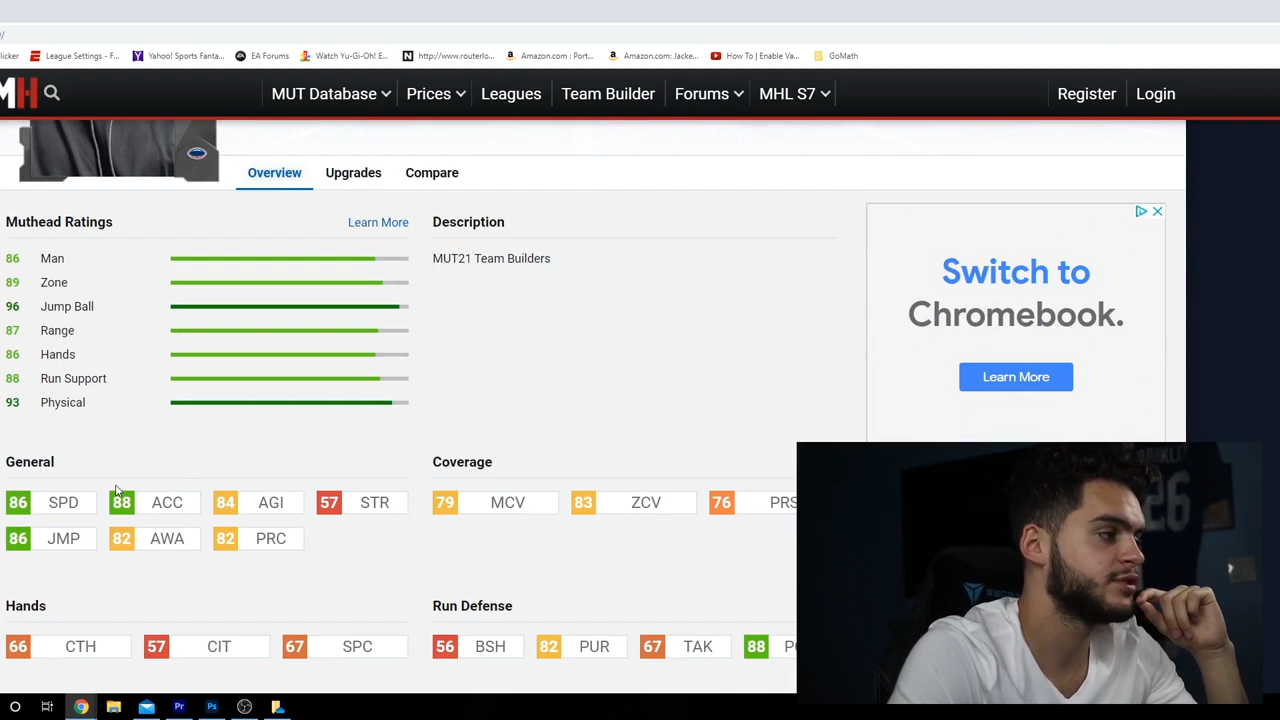 /
licker League Settings - F... Yahoo! Sports Fanta... EA Forums Watch Yu-Gi-Oh! E... http://www.routerlo... Amazon.com : Port... Amazon.com: Jacke... How To | Enable Va... GoMath
MH MUT Database Prices Leagues Team Builder Forums MHL S7 Register Login
Overview Upgrades Compare
Muthead Ratings Learn More
86 Man
89 Zone
96 Jump Ball
87 Range
86 Hands
88 Run Support
93 Physical
Description
MUT21 Team Builders
Switch to
Chromebook.
Learn More
General
86 SPD 88 ACC 84 AGI 57 STR
86 JMP 82 AWA 82 PRC
Coverage
79 MCV 83 ZCV 76 PRS
Hands
66 CTH 57 CIT 67 SPC
Run Defense
56 BSH 82 PUR 67 TAK 88 P
26